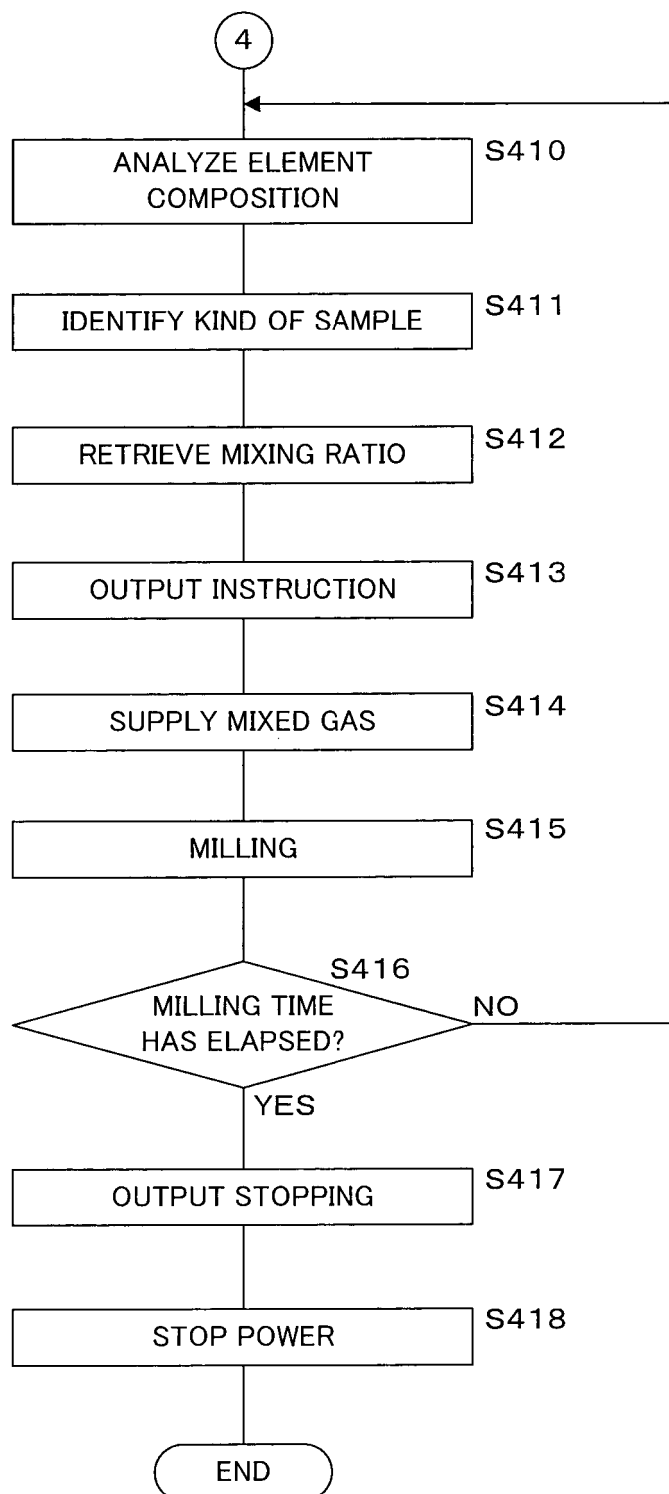 4
ANALYZE ELEMENT
COMPOSITION
S410
IDENTIFY KIND OF SAMPLE
S411
RETRIEVE MIXING RATIO
S412
OUTPUT INSTRUCTION
S413
SUPPLY MIXED GAS
S414
MILLING
S415
S416
MILLING TIME
HAS ELAPSED?
NO
YES
OUTPUT STOPPING
S417
STOP POWER
S418
END